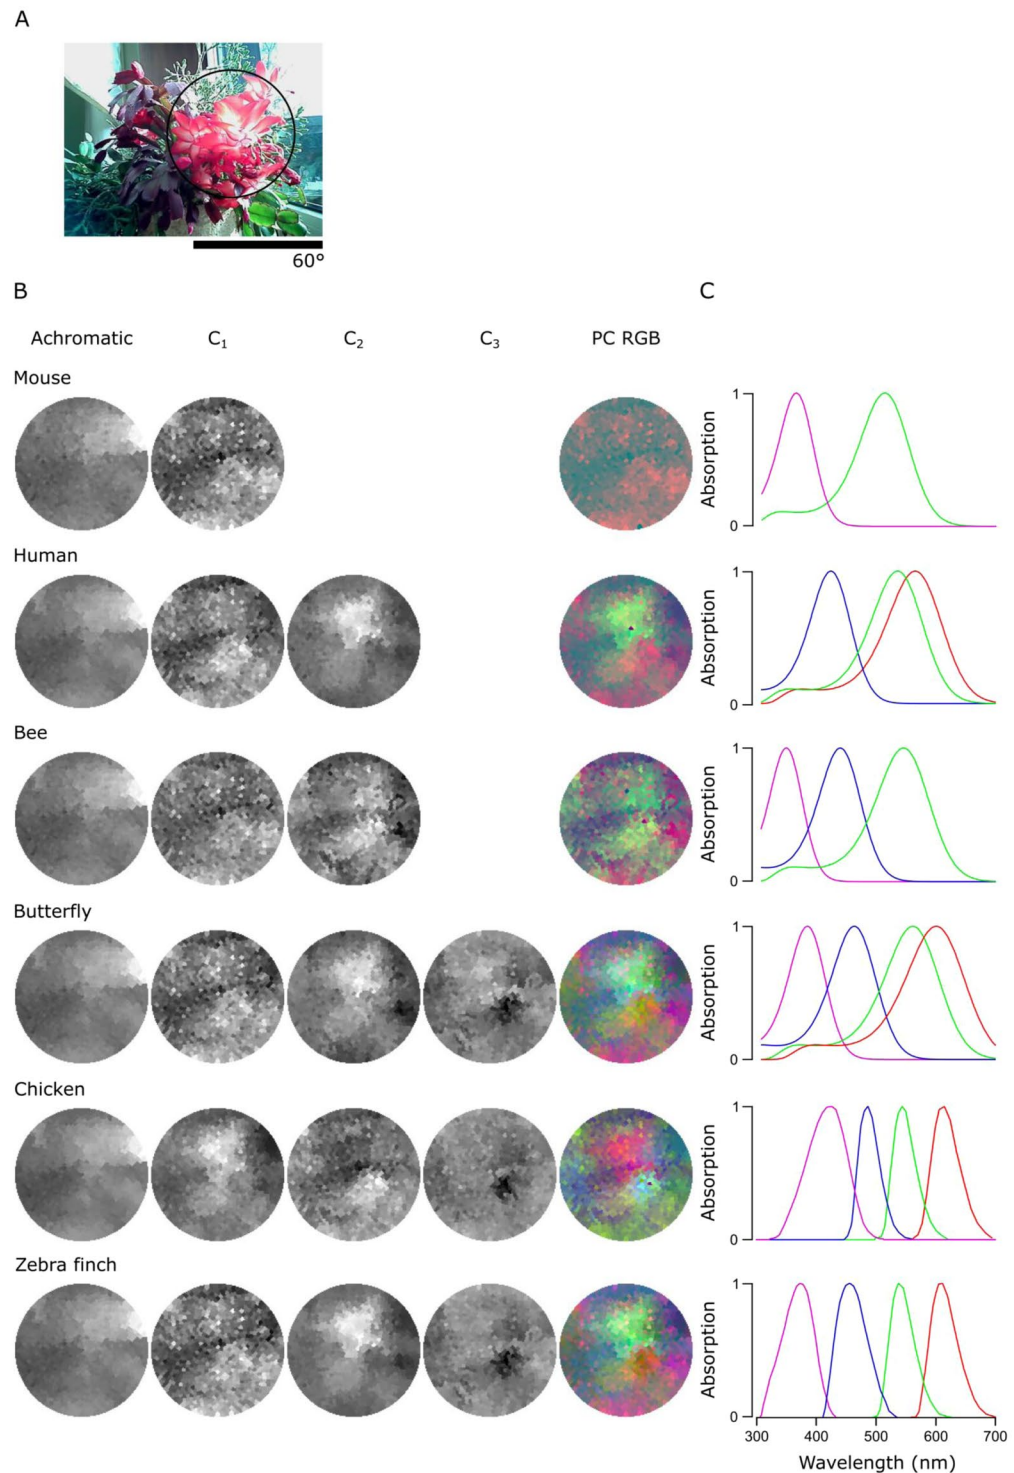 A
60°
B
C
Achromatic C₁ C₂ C₃ PC RGB
Mouse
1
Absorption
0
Human
1
Absorption
0
Bee
1
Absorption
0
Butterfly
1
Absorption
0
Chicken
1
Absorption
0
Zebra finch
1
Absorption
0
300 400 500 600 700
Wavelength (nm)